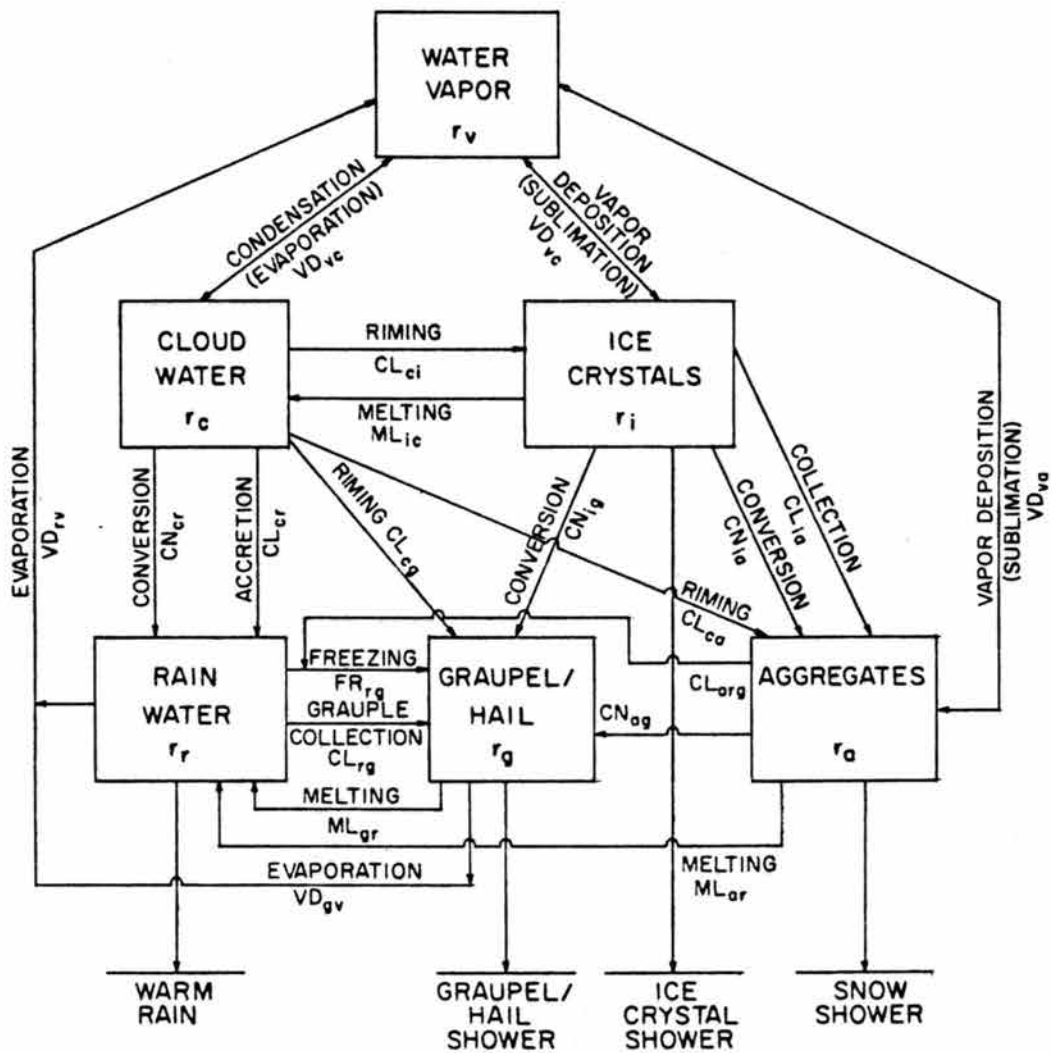 WATER
VAPOR
r_v
CONDENSATION
(EVAPORATION)
VD_vc
VAPOR
DEPOSITION
(SUBLIMATION)
VD_vc
CLOUD
WATER
r_c
RIMING
CL_ci
MELTING
ML_ic
ICE
CRYSTALS
r_i
EVAPORATION
VD_rv
CONVERSION
CN_cr
ACCRETION
CL_cr
RIMING CL_cg
CONVERSION
CN_ig
RIMING
CL_ca
CONVERSION
CN_ia
COLLECTION
CL_ia
VAPOR DEPOSITION
(SUBLIMATION)
VD_va
RAIN
WATER
r_r
FREEZING
FR_rg
GRAUPLE
COLLECTION
CL_rg
GRAUPEL/
HAIL
r_g
CL_arg
CN_ag
AGGREGATES
r_a
MELTING
ML_gr
MELTING
ML_ar
EVAPORATION
VD_gv
WARM
RAIN
GRAUPEL/
HAIL
SHOWER
ICE
CRYSTAL
SHOWER
SNOW
SHOWER